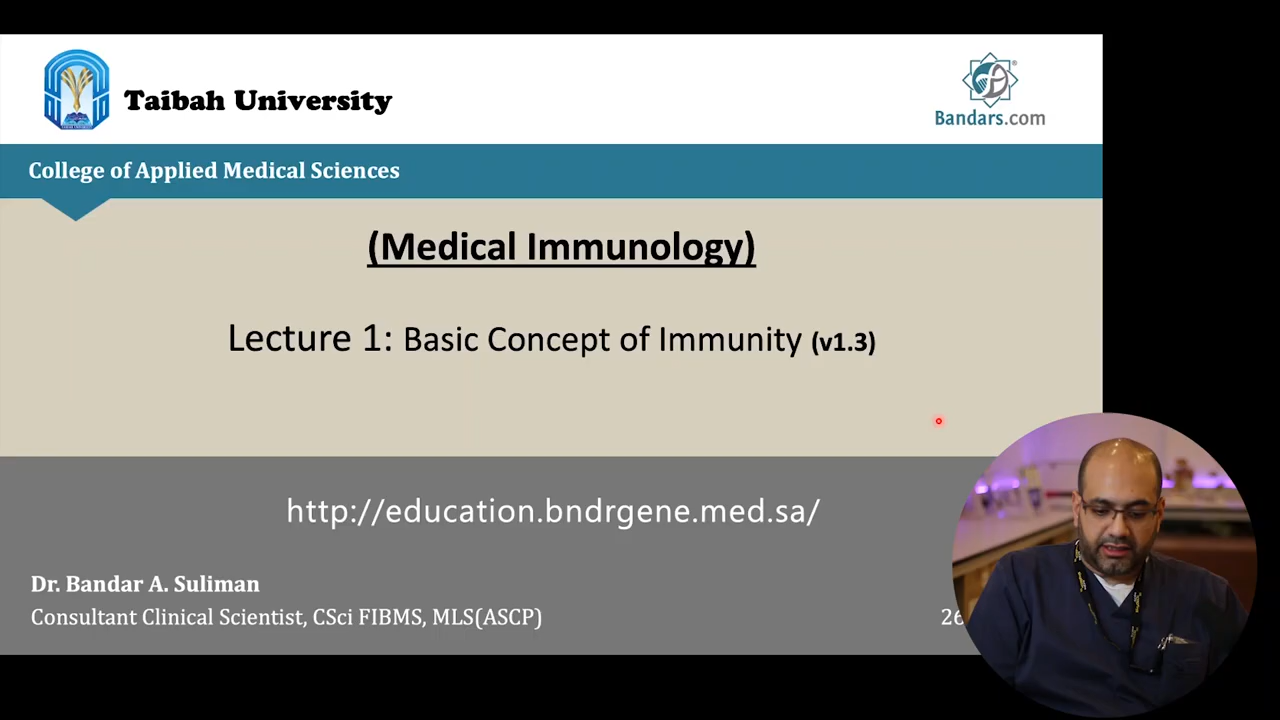 Taibah University
Bandars.com
College of Applied Medical Sciences
(Medical Immunology)
Lecture 1: Basic Concept of Immunity (v1.3)
http://education.bndrgene.med.sa/
Dr. Bandar A. Suliman
Consultant Clinical Scientist, CSci FIBMS, MLS(ASCP)
26